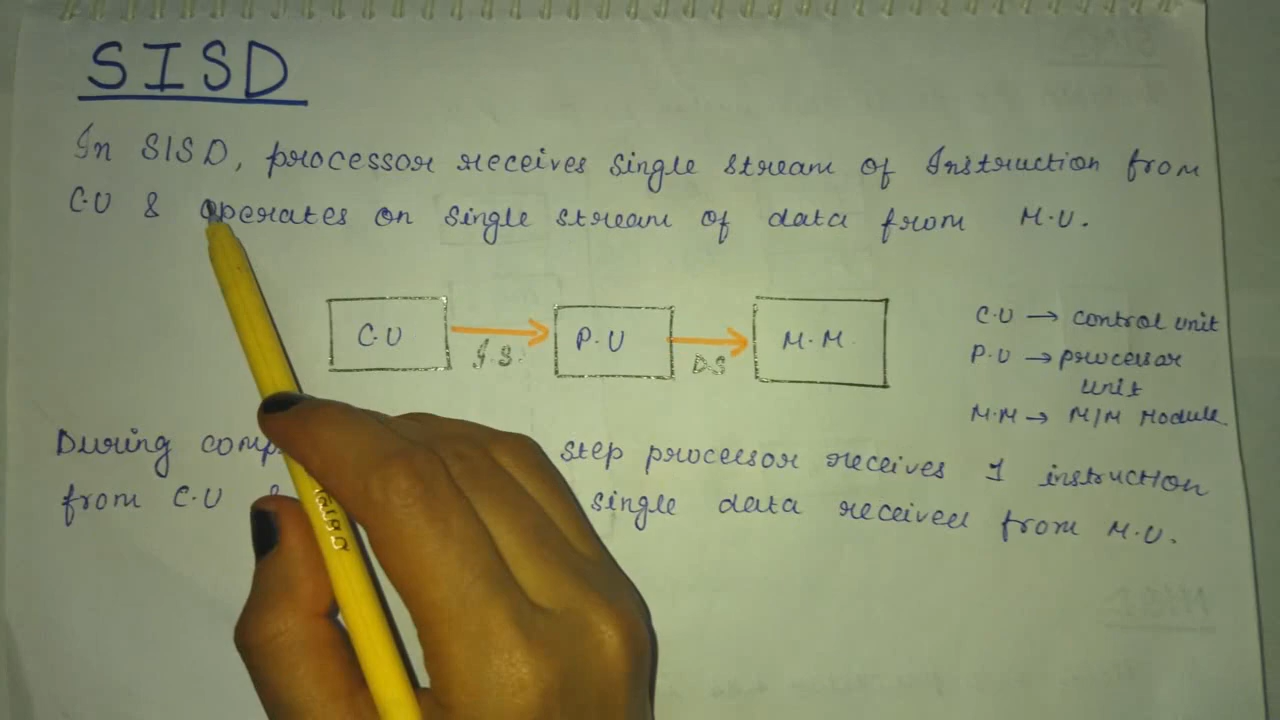 SISD
In SISD, processor receives single stream of Instruction from
C.U & operates on single stream of data from M.U.
C.U
I.S.
P.U
DS
M.M.
C.U → control unit
P.U → processor
unit
M.M → M/M Module.
During step processor receives 1 instruction
from C.U & single data received from M.U.